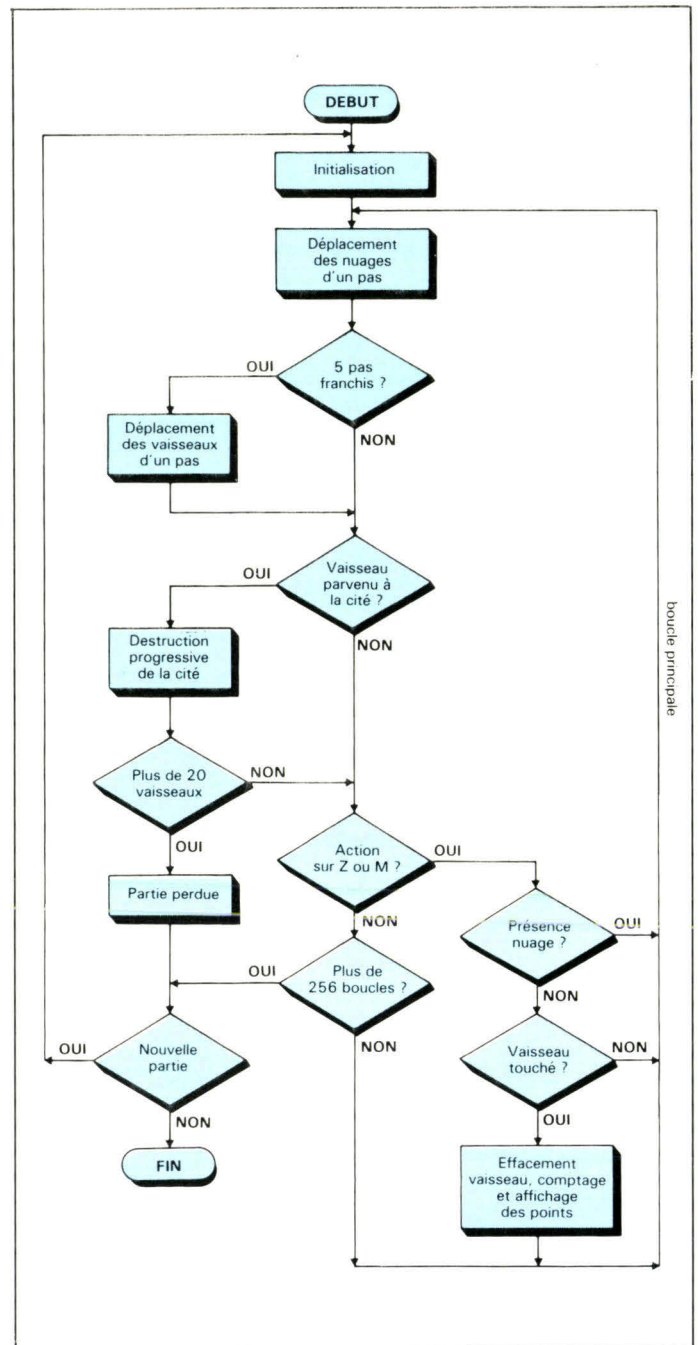 DEBUT
Initialisation
Déplacement
des nuages
d'un pas
5 pas
franchis ?
OUI
NON
Déplacement
des vaisseaux
d'un pas
Vaisseau
parvenu à
la cité ?
OUI
NON
Destruction
progressive
de la cité
Plus de 20
vaisseaux
NON
OUI
Partie perdue
Action
sur Z ou M ?
OUI
NON
Présence
nuage ?
OUI
NON
Plus de
256 boucles ?
OUI
NON
Vaisseau
touché ?
NON
OUI
Nouvelle
partie
OUI
NON
FIN
Effacement
vaisseau, comptage
et affichage
des points
boucle principale